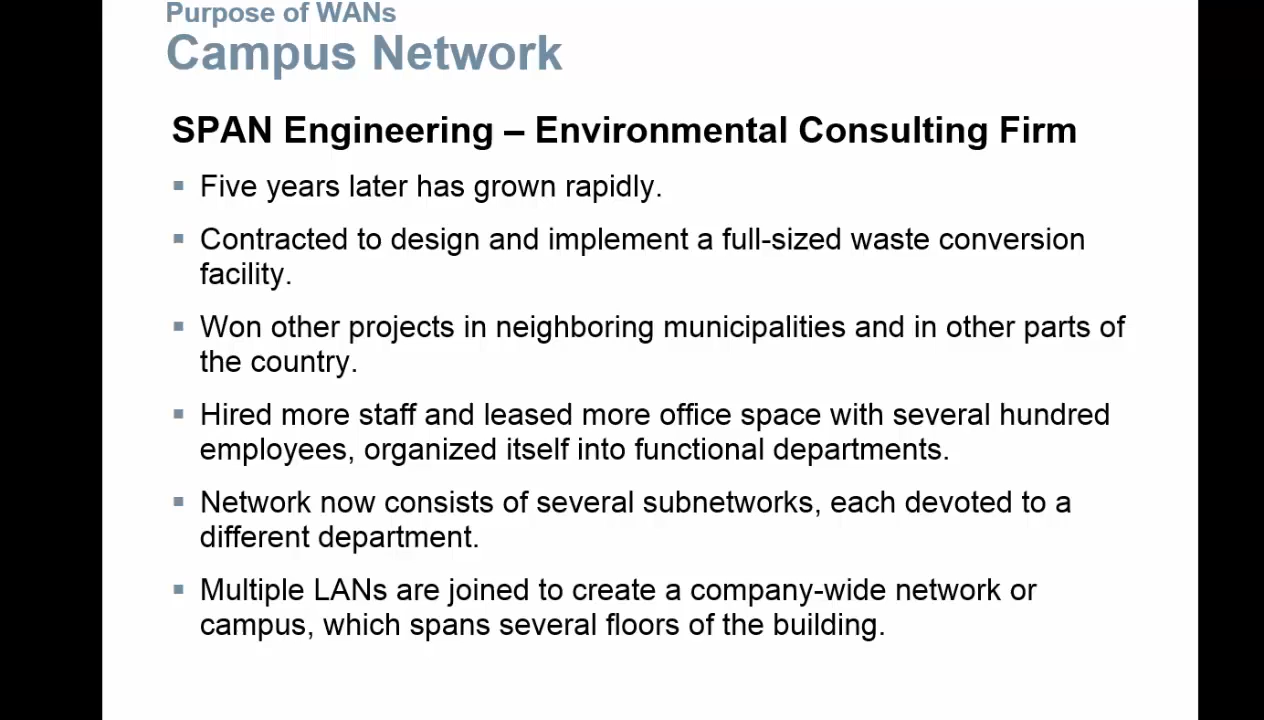 Purpose of WANs
Campus Network
SPAN Engineering – Environmental Consulting Firm
▪ Five years later has grown rapidly.
▪ Contracted to design and implement a full-sized waste conversion
facility.
▪ Won other projects in neighboring municipalities and in other parts of
the country.
▪ Hired more staff and leased more office space with several hundred
employees, organized itself into functional departments.
▪ Network now consists of several subnetworks, each devoted to a
different department.
▪ Multiple LANs are joined to create a company-wide network or
campus, which spans several floors of the building.